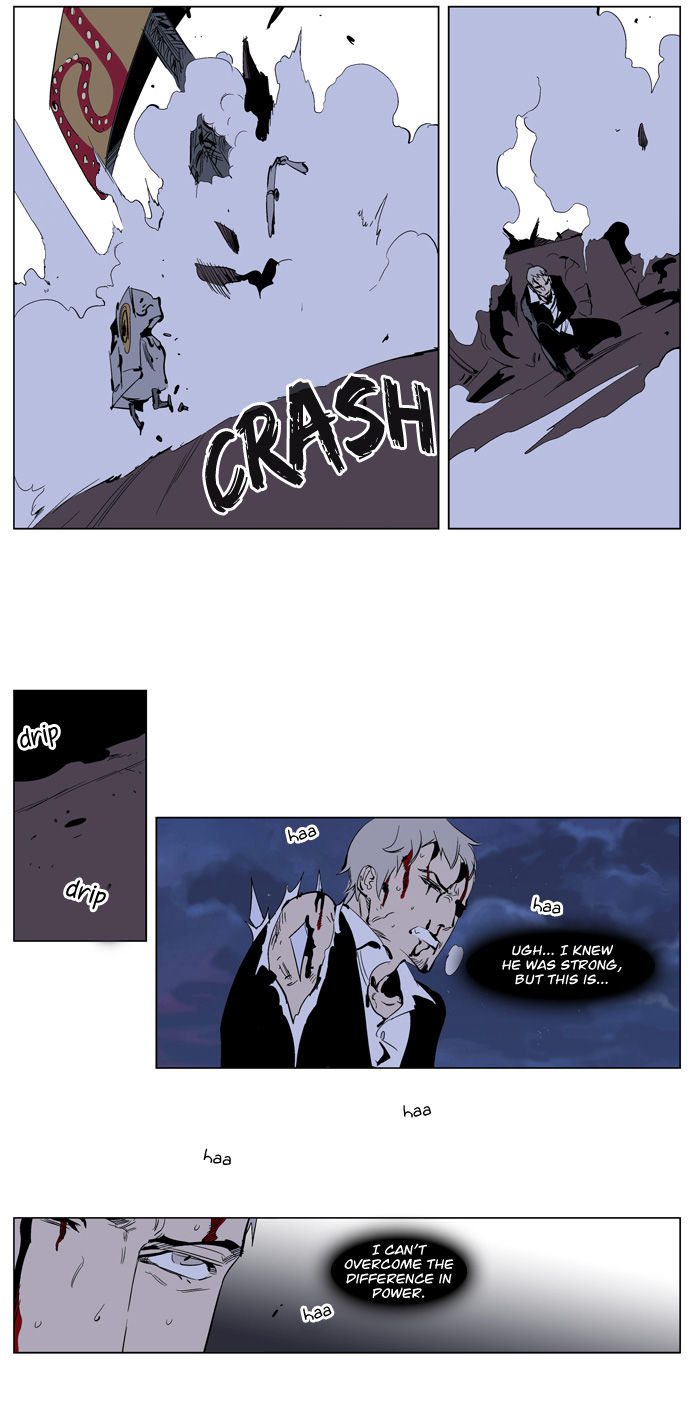 CRASH
drip
drip
haa
haa
UGH... I KNEW
HE WAS STRONG,
BUT THIS IS...
haa
haa
I CAN'T
OVERCOME THE
DIFFERENCE IN
POWER.
haa